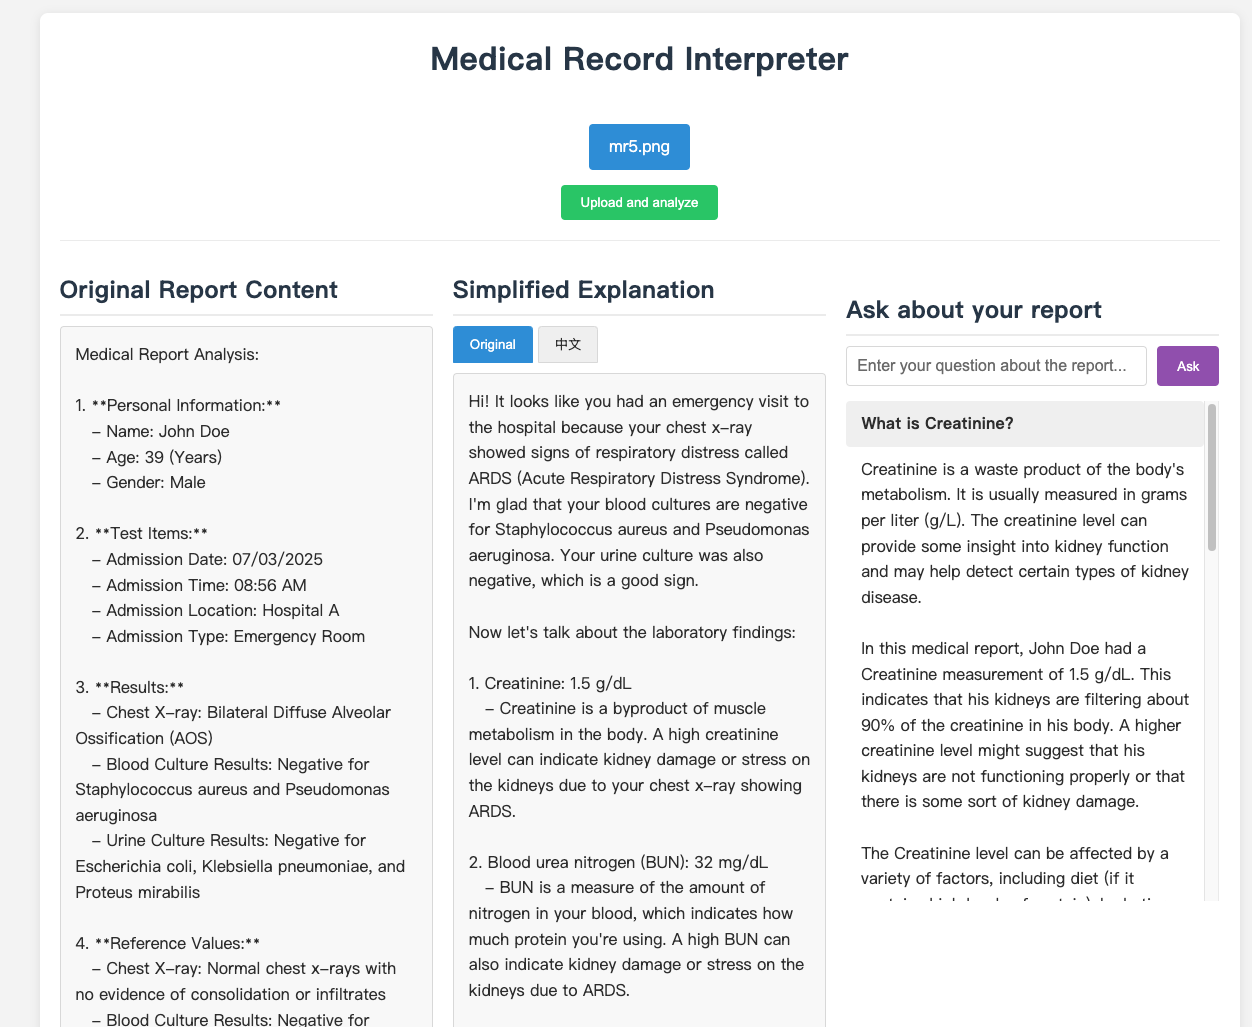 Medical Record Interpreter
mr5.png
Upload and analyze
Original Report Content
Medical Report Analysis:
1. **Personal Information:**
– Name: John Doe
– Age: 39 (Years)
– Gender: Male
2. **Test Items:**
– Admission Date: 07/03/2025
– Admission Time: 08:56 AM
– Admission Location: Hospital A
– Admission Type: Emergency Room
3. **Results:**
– Chest X–ray: Bilateral Diffuse Alveolar
Ossification (AOS)
– Blood Culture Results: Negative for
Staphylococcus aureus and Pseudomonas
aeruginosa
– Urine Culture Results: Negative for
Escherichia coli, Klebsiella pneumoniae, and
Proteus mirabilis
4. **Reference Values:**
– Chest X–ray: Normal chest x–rays with
no evidence of consolidation or infiltrates
– Blood Culture Results: Negative for
Simplified Explanation
Original
中文
Hi! It looks like you had an emergency visit to
the hospital because your chest x–ray
showed signs of respiratory distress called
ARDS (Acute Respiratory Distress Syndrome).
I'm glad that your blood cultures are negative
for Staphylococcus aureus and Pseudomonas
aeruginosa. Your urine culture was also
negative, which is a good sign.
Now let's talk about the laboratory findings:
1. Creatinine: 1.5 g/dL
– Creatinine is a byproduct of muscle
metabolism in the body. A high creatinine
level can indicate kidney damage or stress on
the kidneys due to your chest x–ray showing
ARDS.
2. Blood urea nitrogen (BUN): 32 mg/dL
– BUN is a measure of the amount of
nitrogen in your blood, which indicates how
much protein you're using. A high BUN can
also indicate kidney damage or stress on the
kidneys due to ARDS.
Ask about your report
Enter your question about the report...
Ask
What is Creatinine?
Creatinine is a waste product of the body's
metabolism. It is usually measured in grams
per liter (g/L). The creatinine level can
provide some insight into kidney function
and may help detect certain types of kidney
disease.
In this medical report, John Doe had a
Creatinine measurement of 1.5 g/dL. This
indicates that his kidneys are filtering about
90% of the creatinine in his body. A higher
creatinine level might suggest that his
kidneys are not functioning properly or that
there is some sort of kidney damage.
The Creatinine level can be affected by a
variety of factors, including diet (if it